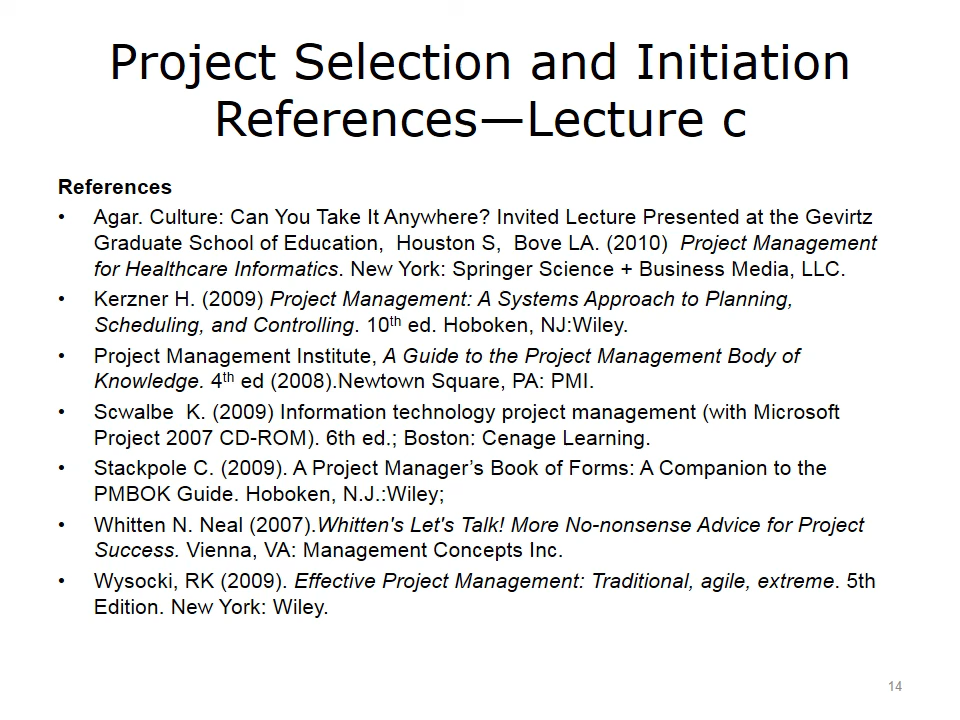 Project Selection and Initiation
References—Lecture c
References
• Agar. Culture: Can You Take It Anywhere? Invited Lecture Presented at the Gevirtz
Graduate School of Education,  Houston S,  Bove LA. (2010)  Project Management
for Healthcare Informatics. New York: Springer Science + Business Media, LLC.
• Kerzner H. (2009) Project Management: A Systems Approach to Planning,
Scheduling, and Controlling. 10th ed. Hoboken, NJ:Wiley.
• Project Management Institute, A Guide to the Project Management Body of
Knowledge. 4th ed (2008).Newtown Square, PA: PMI.
• Scwalbe  K. (2009) Information technology project management (with Microsoft
Project 2007 CD-ROM). 6th ed.; Boston: Cenage Learning.
• Stackpole C. (2009). A Project Manager’s Book of Forms: A Companion to the
PMBOK Guide. Hoboken, N.J.:Wiley;
• Whitten N. Neal (2007).Whitten's Let's Talk! More No-nonsense Advice for Project
Success. Vienna, VA: Management Concepts Inc.
• Wysocki, RK (2009). Effective Project Management: Traditional, agile, extreme. 5th
Edition. New York: Wiley.
14